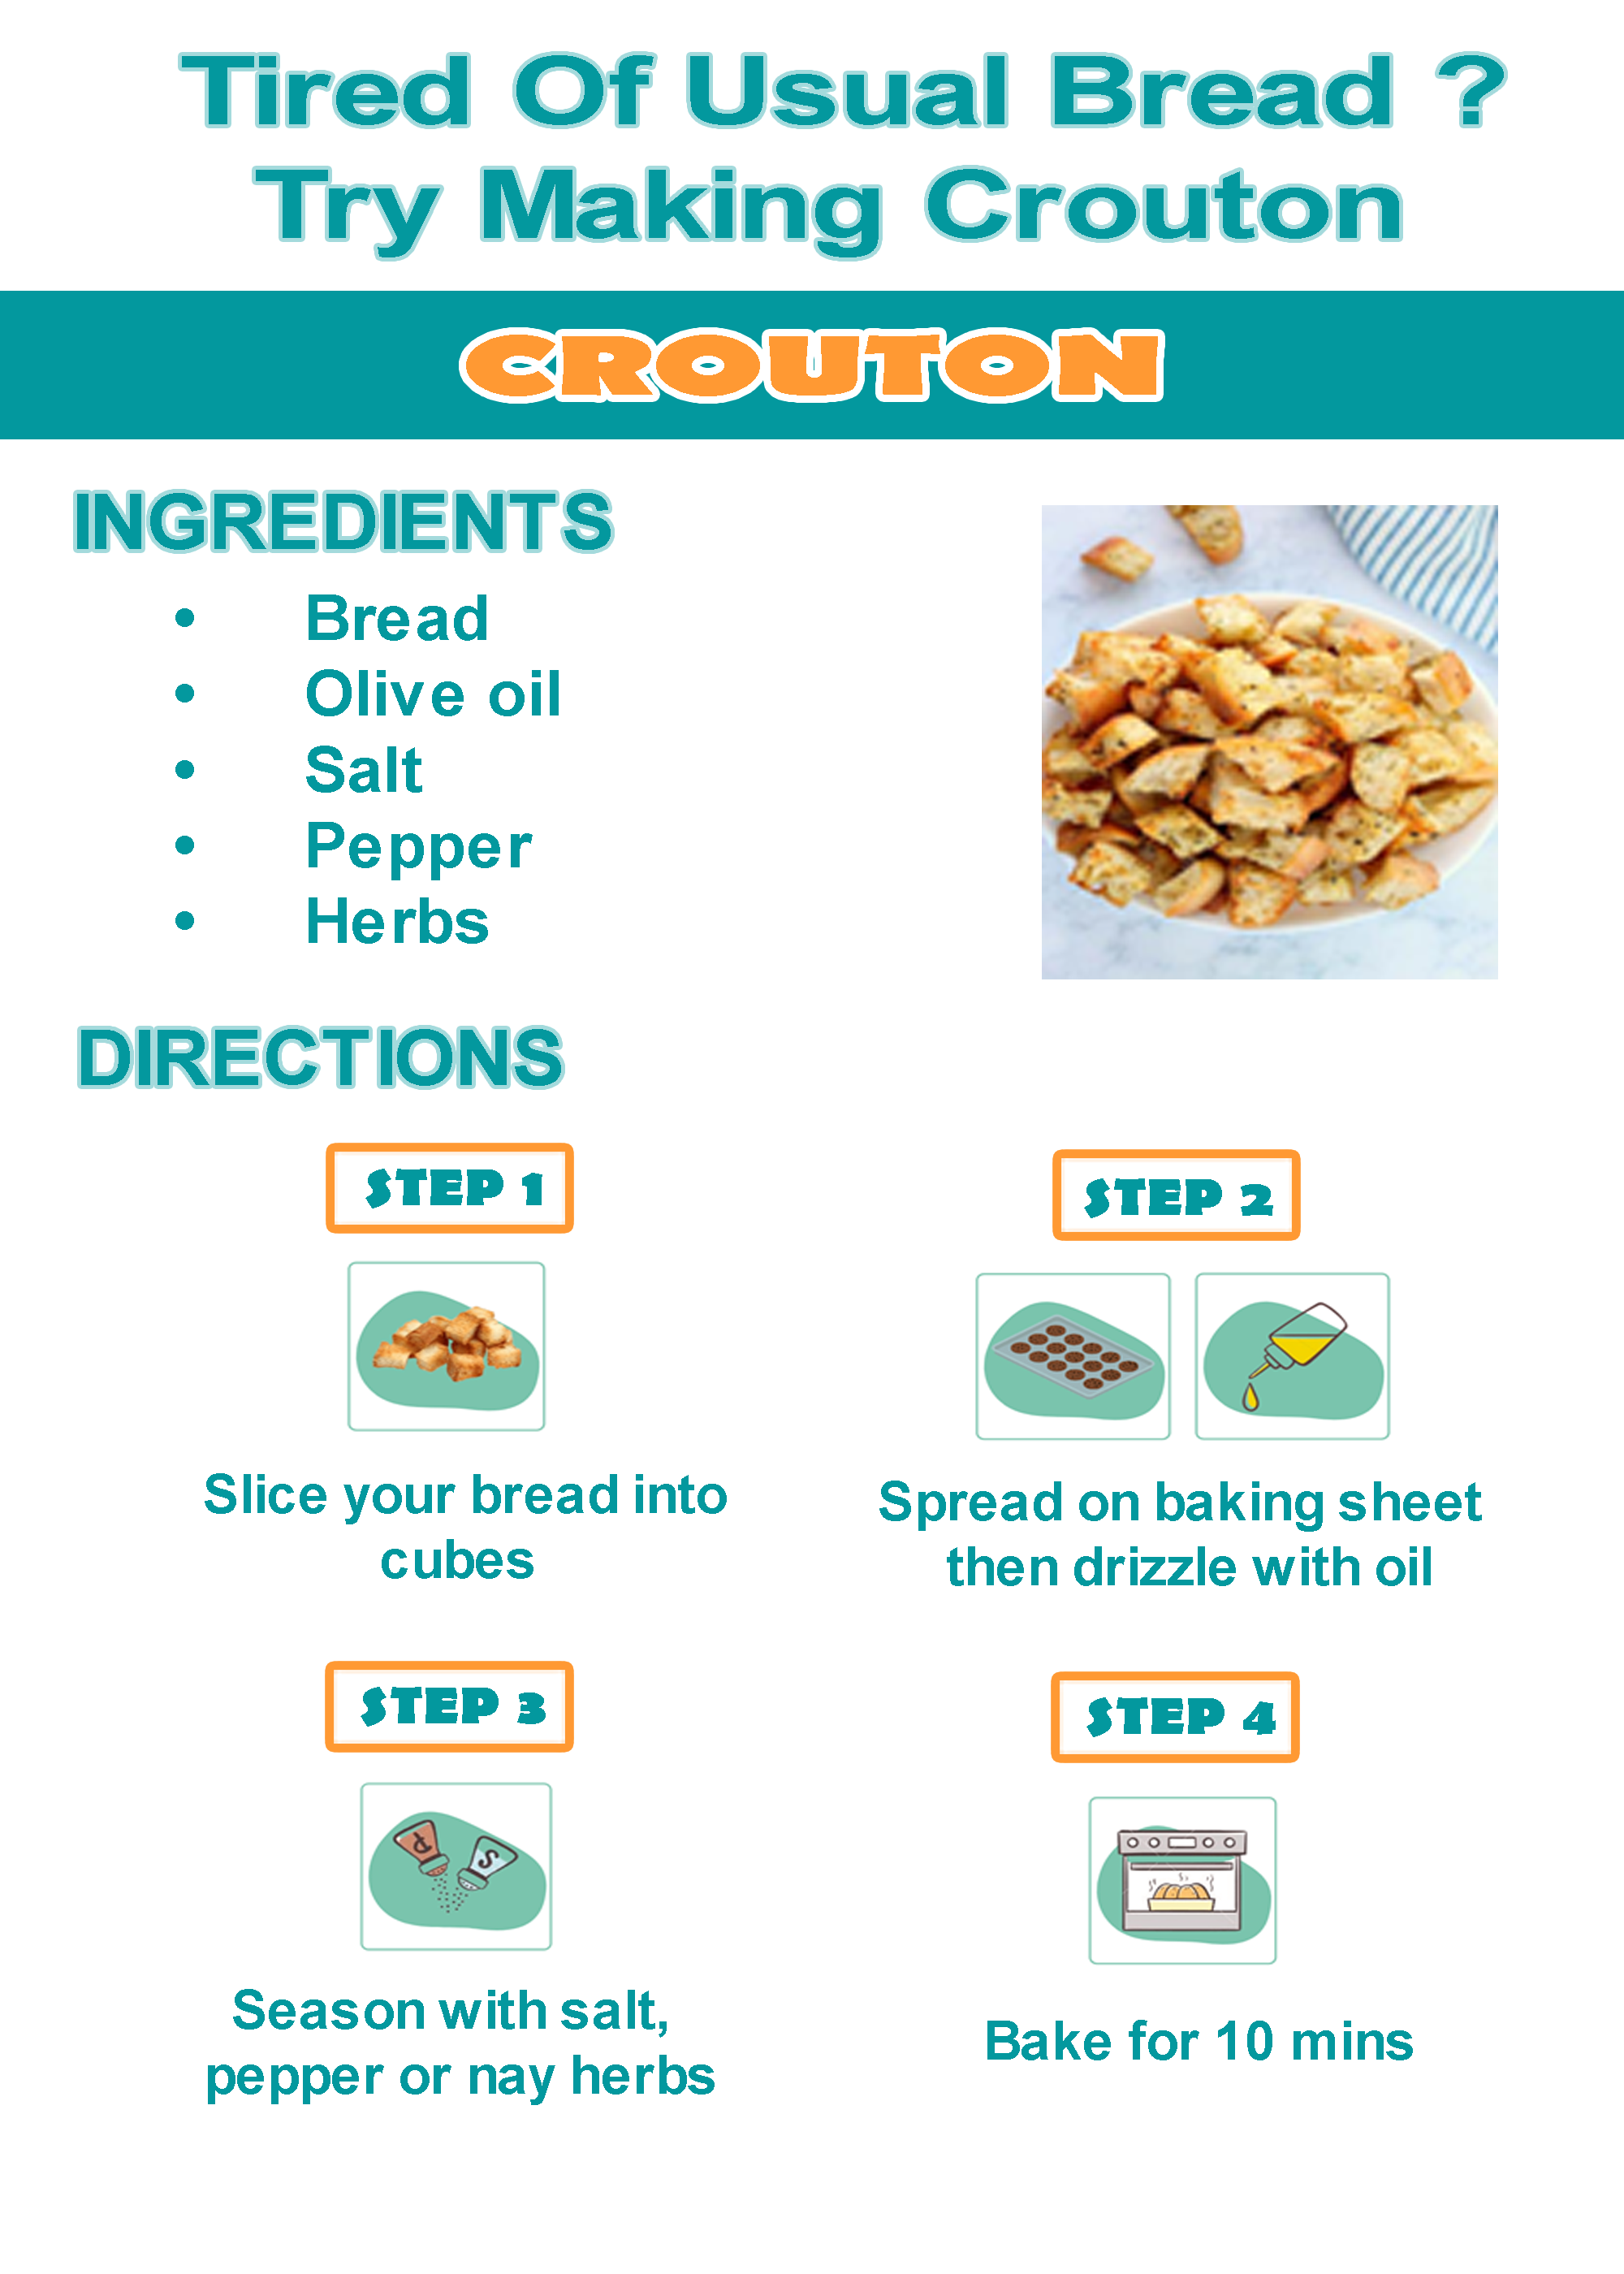 Tired Of Usual Bread ?
Try Making Crouton
CROUTON
INGREDIENTS
• Bread
• Olive oil
• Salt
• Pepper
• Herbs
DIRECTIONS
STEP 1
Slice your bread into
cubes
STEP 2
Spread on baking sheet
then drizzle with oil
STEP 3
P S
Season with salt,
pepper or nay herbs
STEP 4
Bake for 10 mins